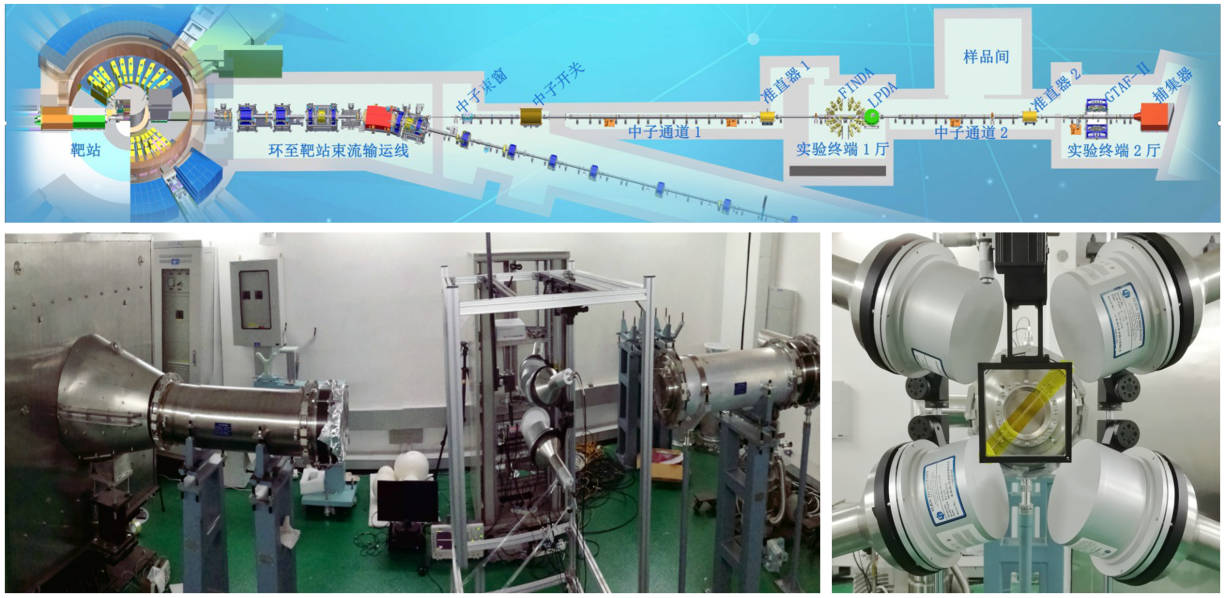 靶站
环至靶站束流输运线
中子束窗
中子开关
中子通道 1
准直器 1
FINDA
LPDA
实验终端 1 厅
样品间
中子通道 2
准直器 2
GTAF-II
捕集器
实验终端 2 厅